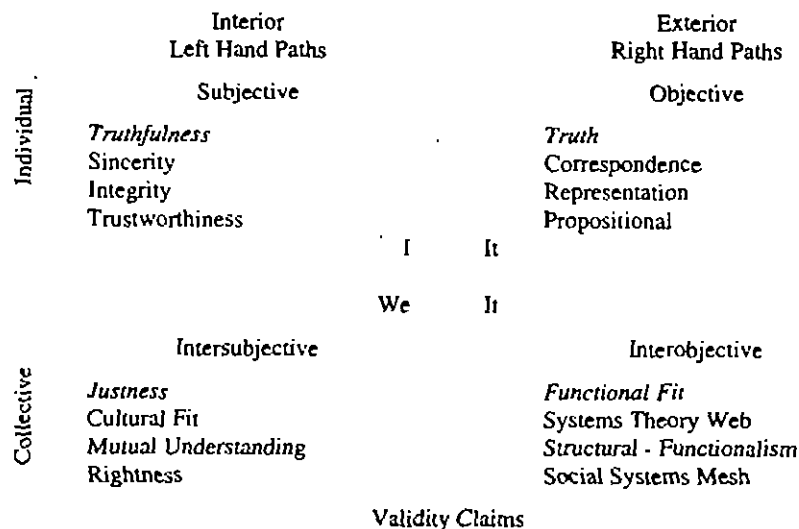 Interior Exterior
Left Hand Paths Right Hand Paths
Individual
Subjective Objective
Truthfulness Truth
Sincerity Correspondence
Integrity Representation
Trustworthiness Propositional
I It
We It
Collective
Intersubjective Interobjective
Justness Functional Fit
Cultural Fit Systems Theory Web
Mutual Understanding Structural - Functionalism
Rightness Social Systems Mesh
Validity Claims